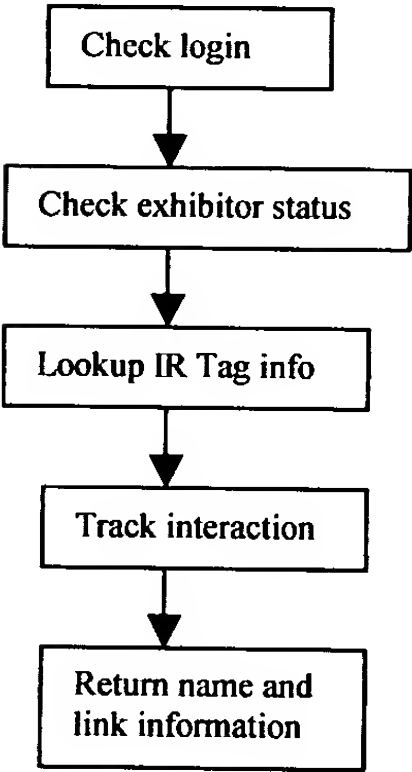 Check login
Check exhibitor status
Lookup IR Tag info
Track interaction
Return name and
link information